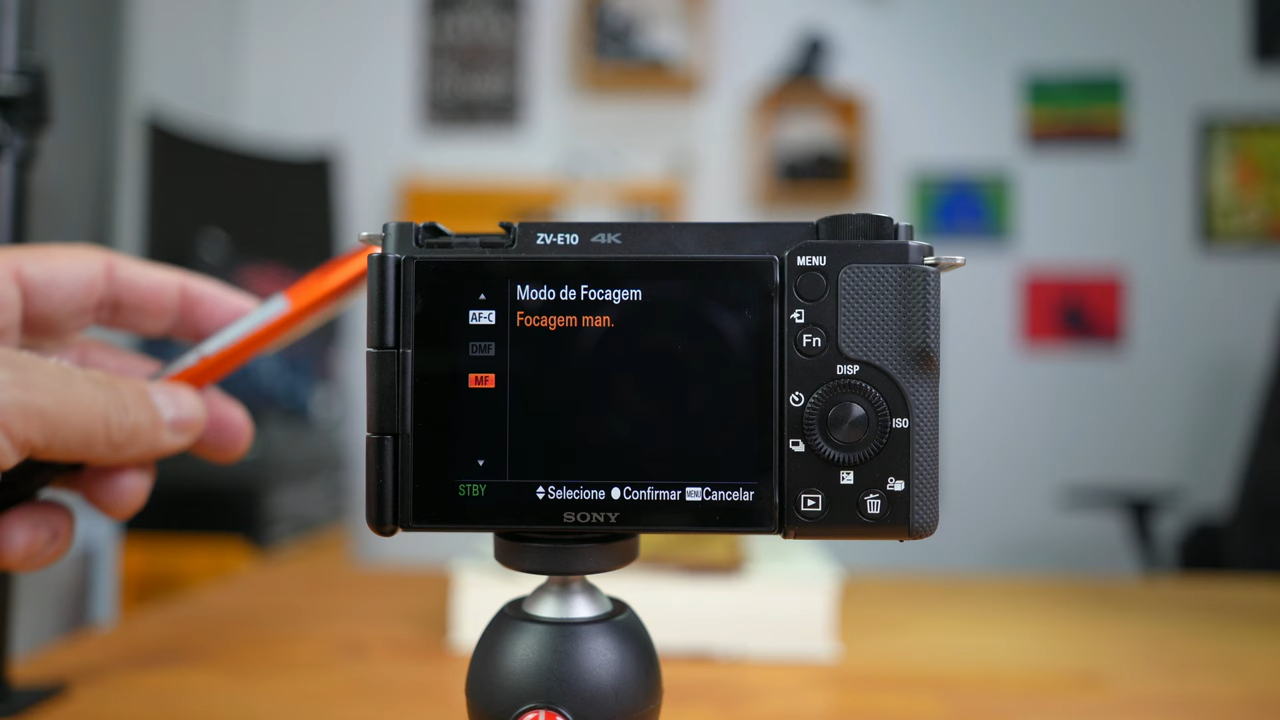 ZV-E10 4K
MENU
Modo de Focagem
AF-C
Focagem man.
DMF
Fn
MF
DISP
ISO
STBY
Selecione Confirmar MENU Cancelar
SONY